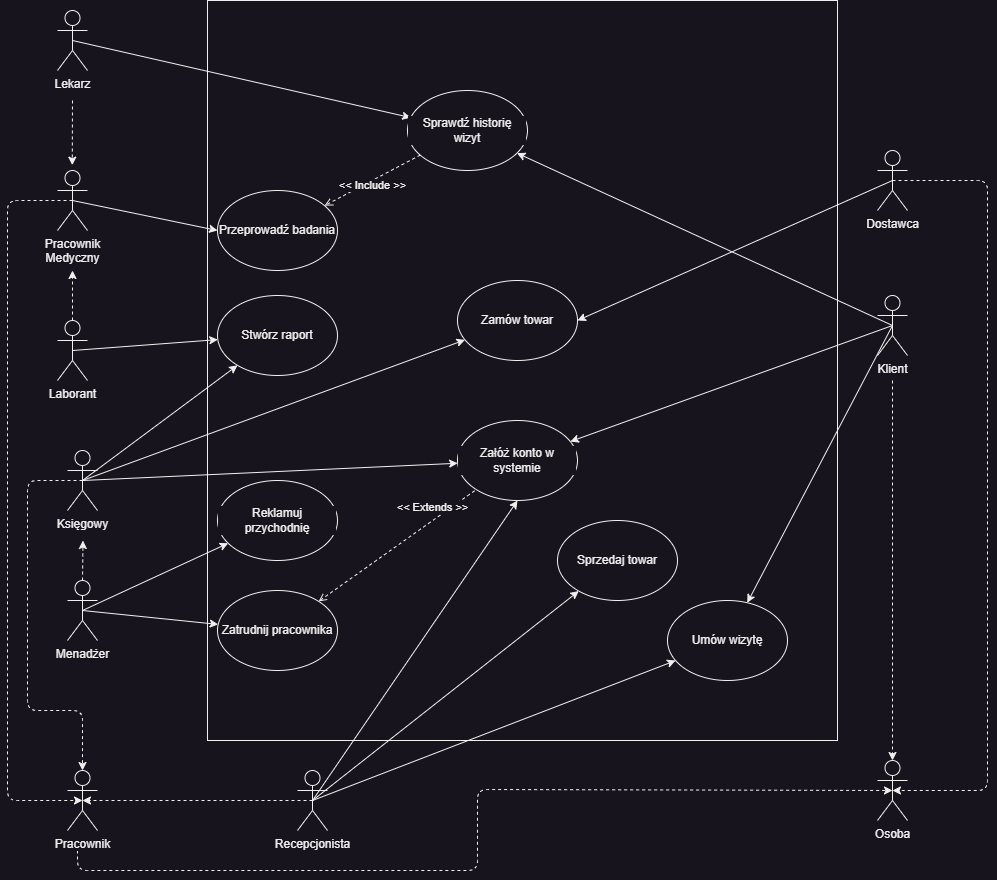 Lekarz
Sprawdź historię
wizyt
<< Include >>
Dostawca
Przeprowadź badania
Pracownik
Medyczny
Zamów towar
Stwórz raport
Klient
Laborant
Załóż konto w
systemie
<< Extends >>
Reklamuj
przychodnię
Księgowy
Sprzedaj towar
Zatrudnij pracownika
Umów wizytę
Menadżer
Osoba
Pracownik
Recepcjonista